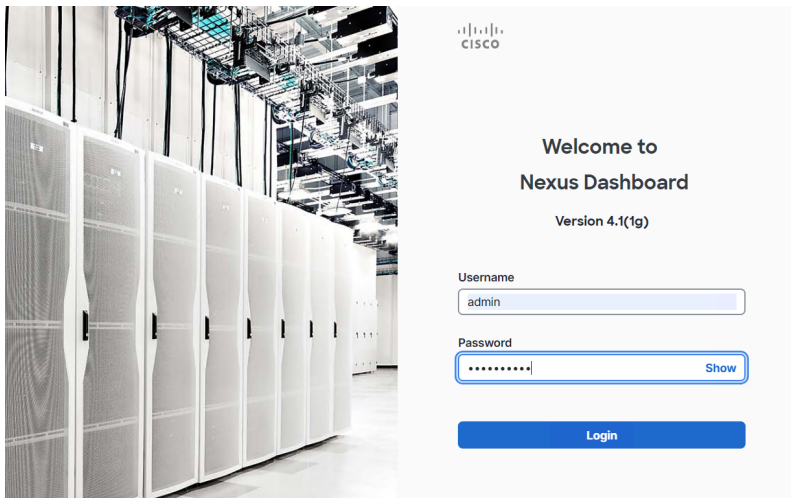 CISCO
Welcome to
Nexus Dashboard
Version 4.1(1g)
Username
admin
Password
••••••••••
Show
Login